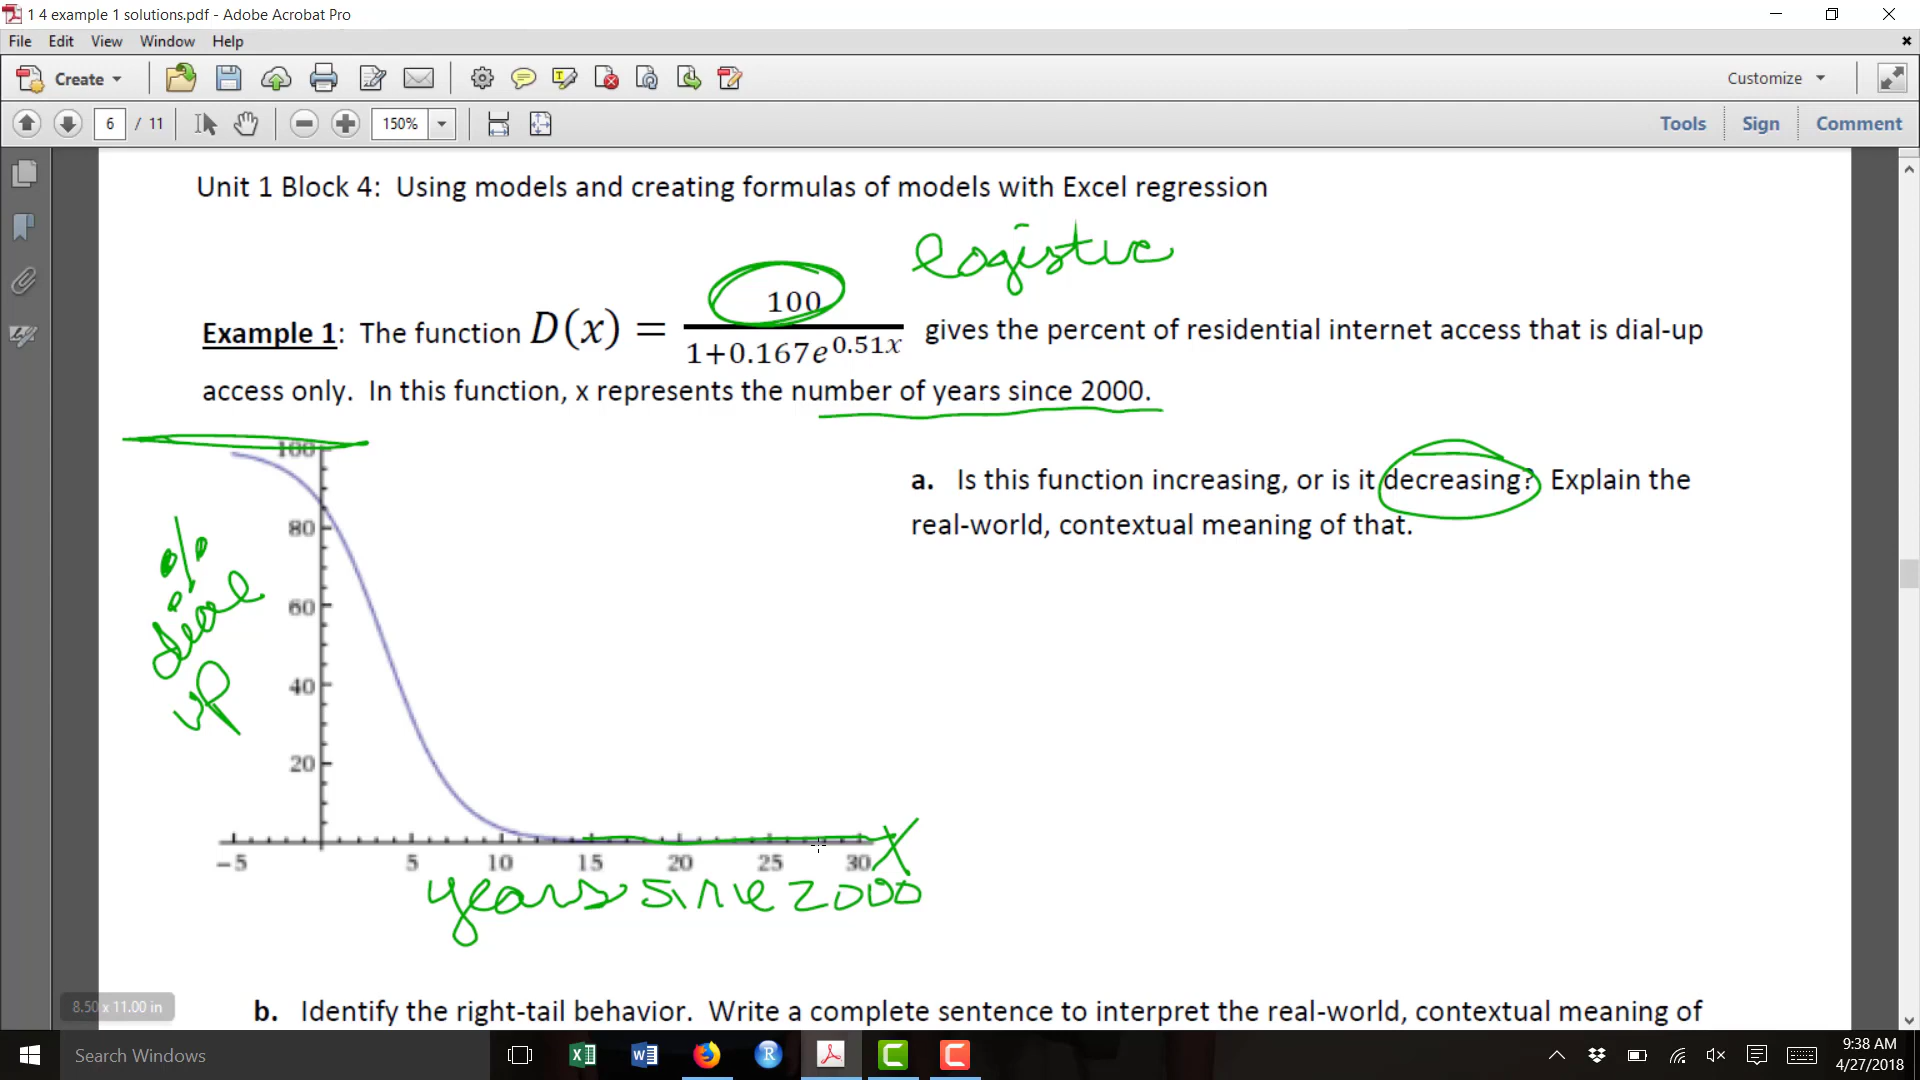 1 4 example 1 solutions.pdf - Adobe Acrobat Pro
File Edit View Window Help
Create Customize
6 / 11 150% Tools Sign Comment
Unit 1 Block 4: Using models and creating formulas of models with Excel regression
logistic
Example 1: The function D(x) = 100 / 1+0.167e^0.51x gives the percent of residential internet access that is dial-up
access only. In this function, x represents the number of years since 2000.
100
80
60
40
20
% dial up
-5 5 10 15 20 25 30 x
years since 2000
a. Is this function increasing, or is it decreasing? Explain the
real-world, contextual meaning of that.
8.50 x 11.00 in
b. Identify the right-tail behavior. Write a complete sentence to interpret the real-world, contextual meaning of
Search Windows
9:38 AM
4/27/2018